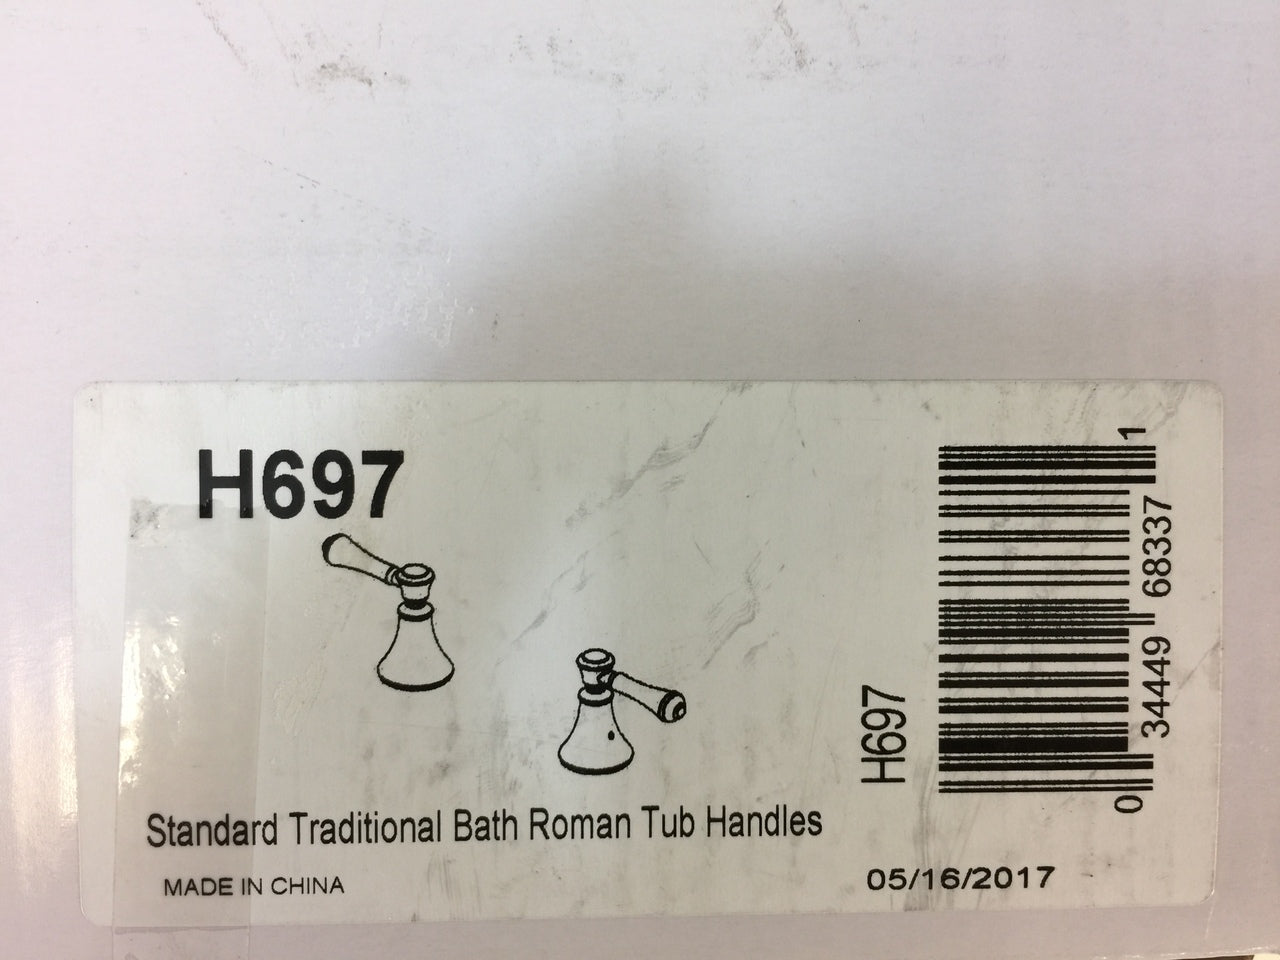 H697
Standard Traditional Bath Roman Tub Handles
MADE IN CHINA
H697
0 34449 68337 1
05/16/2017